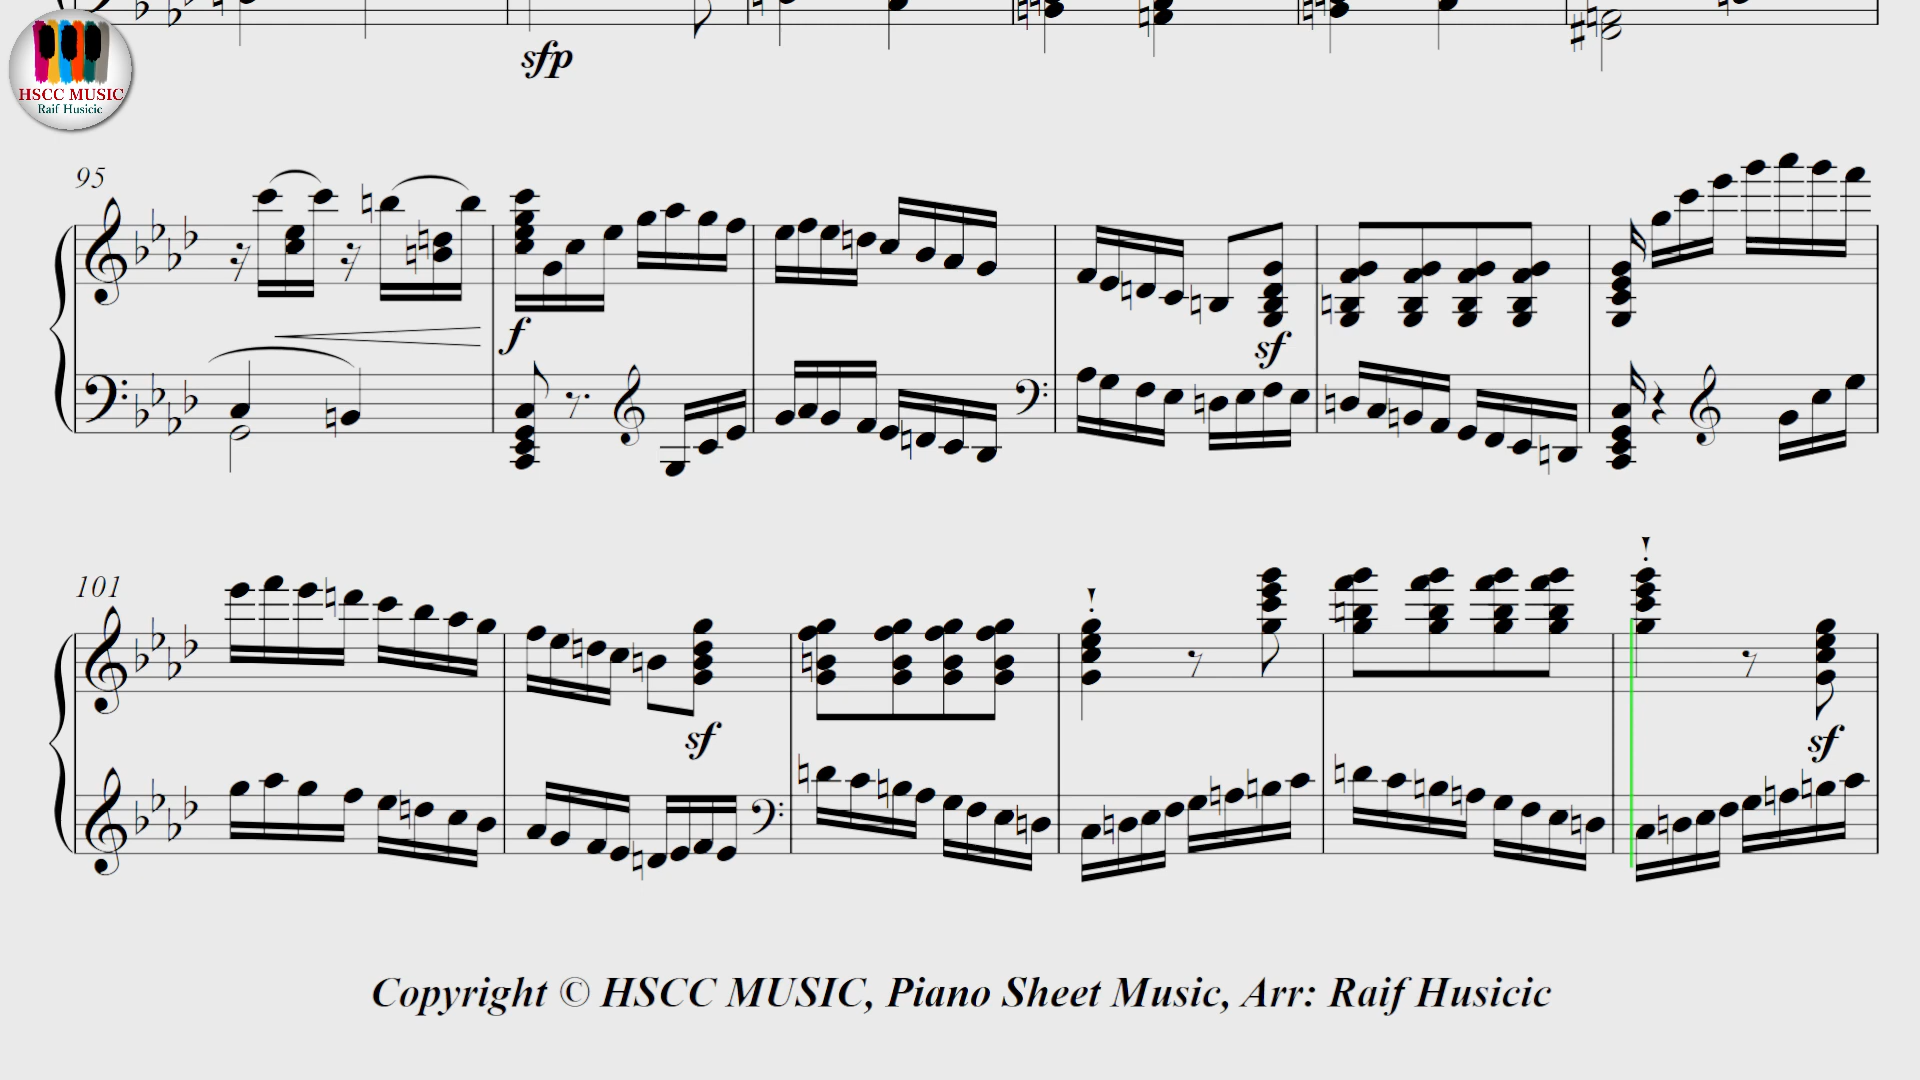 sfp
HSCC MUSIC
Raif Husicic
95
f
sf
101
sf
sf
Copyright © HSCC MUSIC, Piano Sheet Music, Arr: Raif Husicic